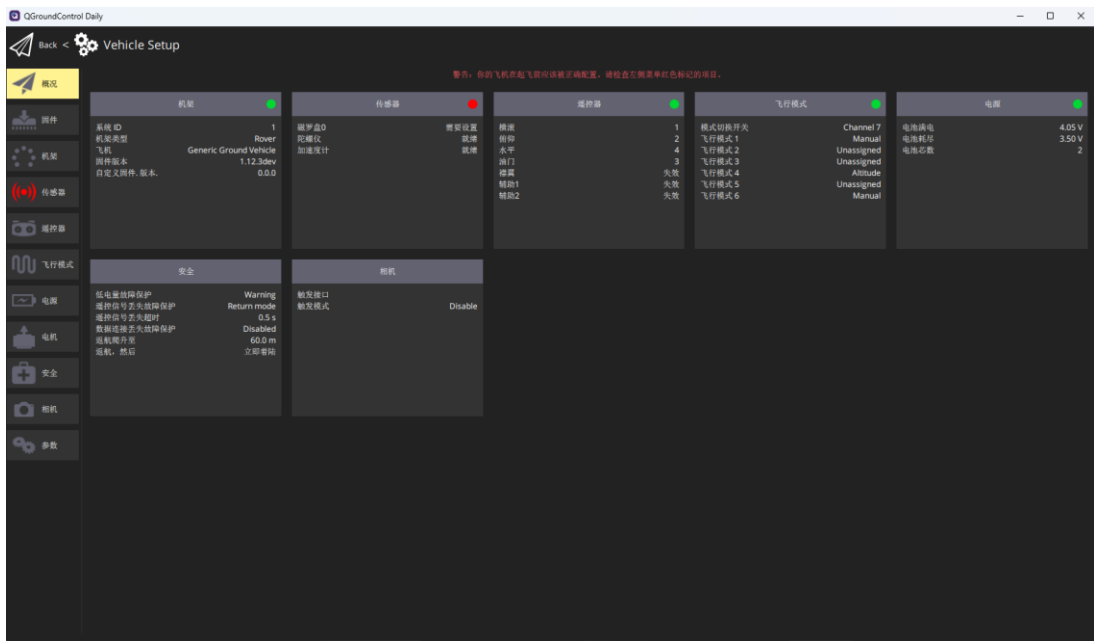 QGroundControl Daily
Back < Vehicle Setup
警告：你的飞机在起飞前应该被正确配置，请检查左侧菜单红色标记的项目。
概况
固件
机架
传感器
遥控器
飞行模式
电源
电机
安全
相机
参数
机架
系统 ID 1
机架类型 Rover
飞机 Generic Ground Vehicle
固件版本 1.12.3dev
自定义固件.版本. 0.0.0
传感器
磁罗盘0 需要设置
陀螺仪 就绪
加速度计 就绪
遥控器
横滚 1
俯仰 2
水平 4
油门 3
襟翼 失效
辅助1 失效
辅助2 失效
飞行模式
模式切换开关 Channel 7
飞行模式 1 Manual
飞行模式 2 Unassigned
飞行模式 3 Unassigned
飞行模式 4 Altitude
飞行模式 5 Unassigned
飞行模式 6 Manual
电源
电池满电 4.05 V
电池耗尽 3.50 V
电池芯数 2
安全
低电量故障保护 Warning
遥控信号丢失故障保护 Return mode
遥控信号丢失超时 0.5 s
数据连接丢失故障保护 Disabled
返航爬升至 60.0 m
返航，然后 立即着陆
相机
触发接口
触发模式 Disable